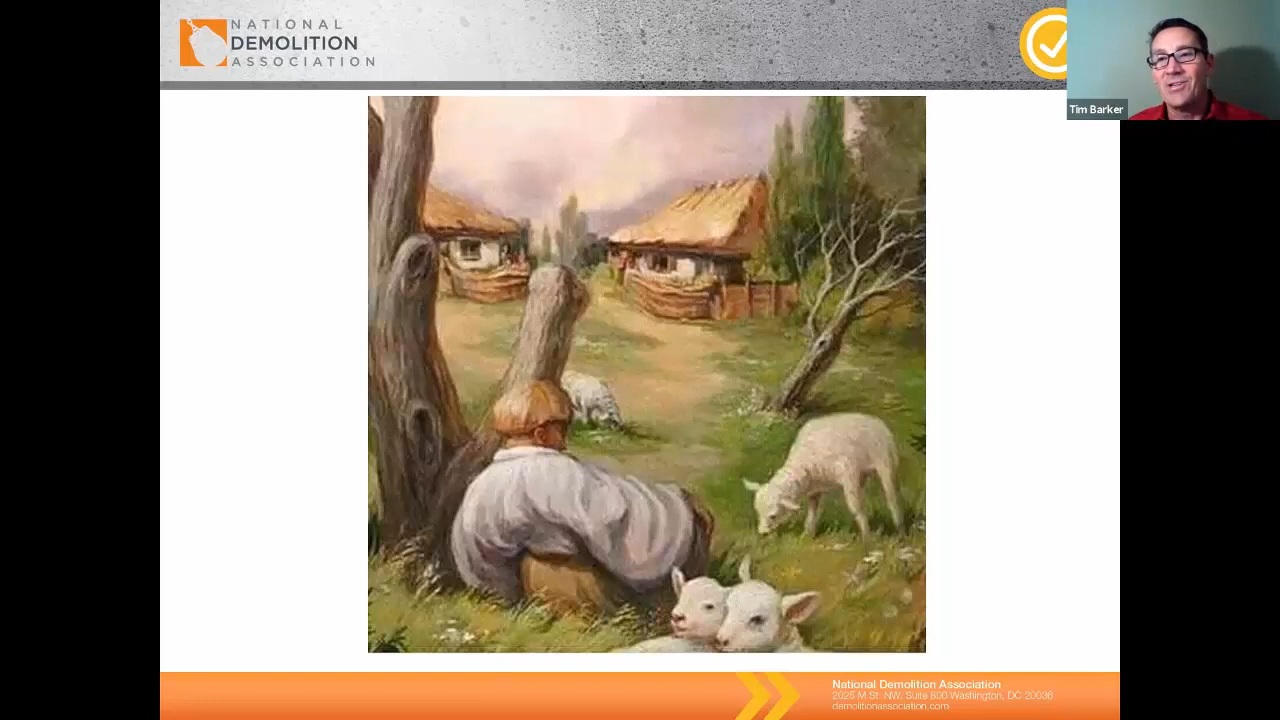 NATIONAL
DEMOLITION
ASSOCIATION
Tim Barker
National Demolition Association
2025 M St. NW, Suite 800 Washington, DC 20036
demolitionassociation.com